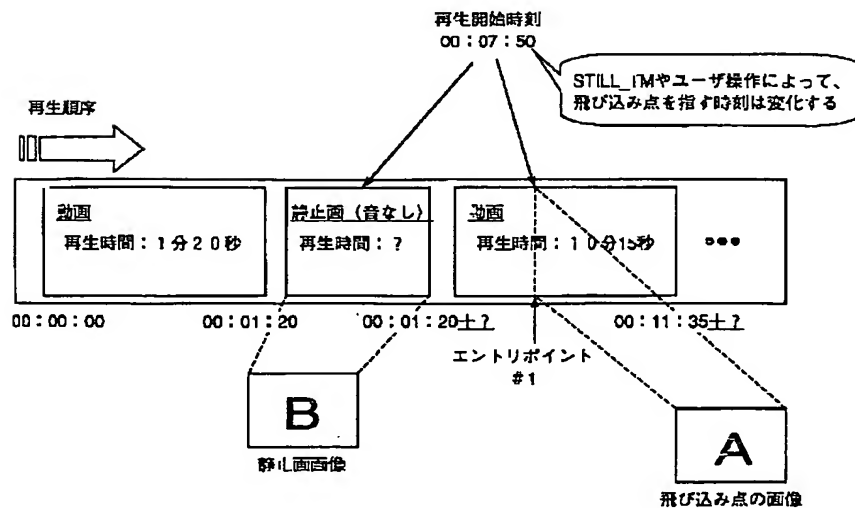 再生開始時刻
00:07:50
STILL_TMやユーザ操作によって、
飛び込み点を指す時刻は変化する
再生順序
動画
再生時間：1分20秒
静止画（音なし）
再生時間：？
動画
再生時間：10分15秒
•••
00:00:00
00:01:20
00:01:20＋？
エントリポイント
#1
00:11:35＋？
B
静止画画像
A
飛び込み点の画像